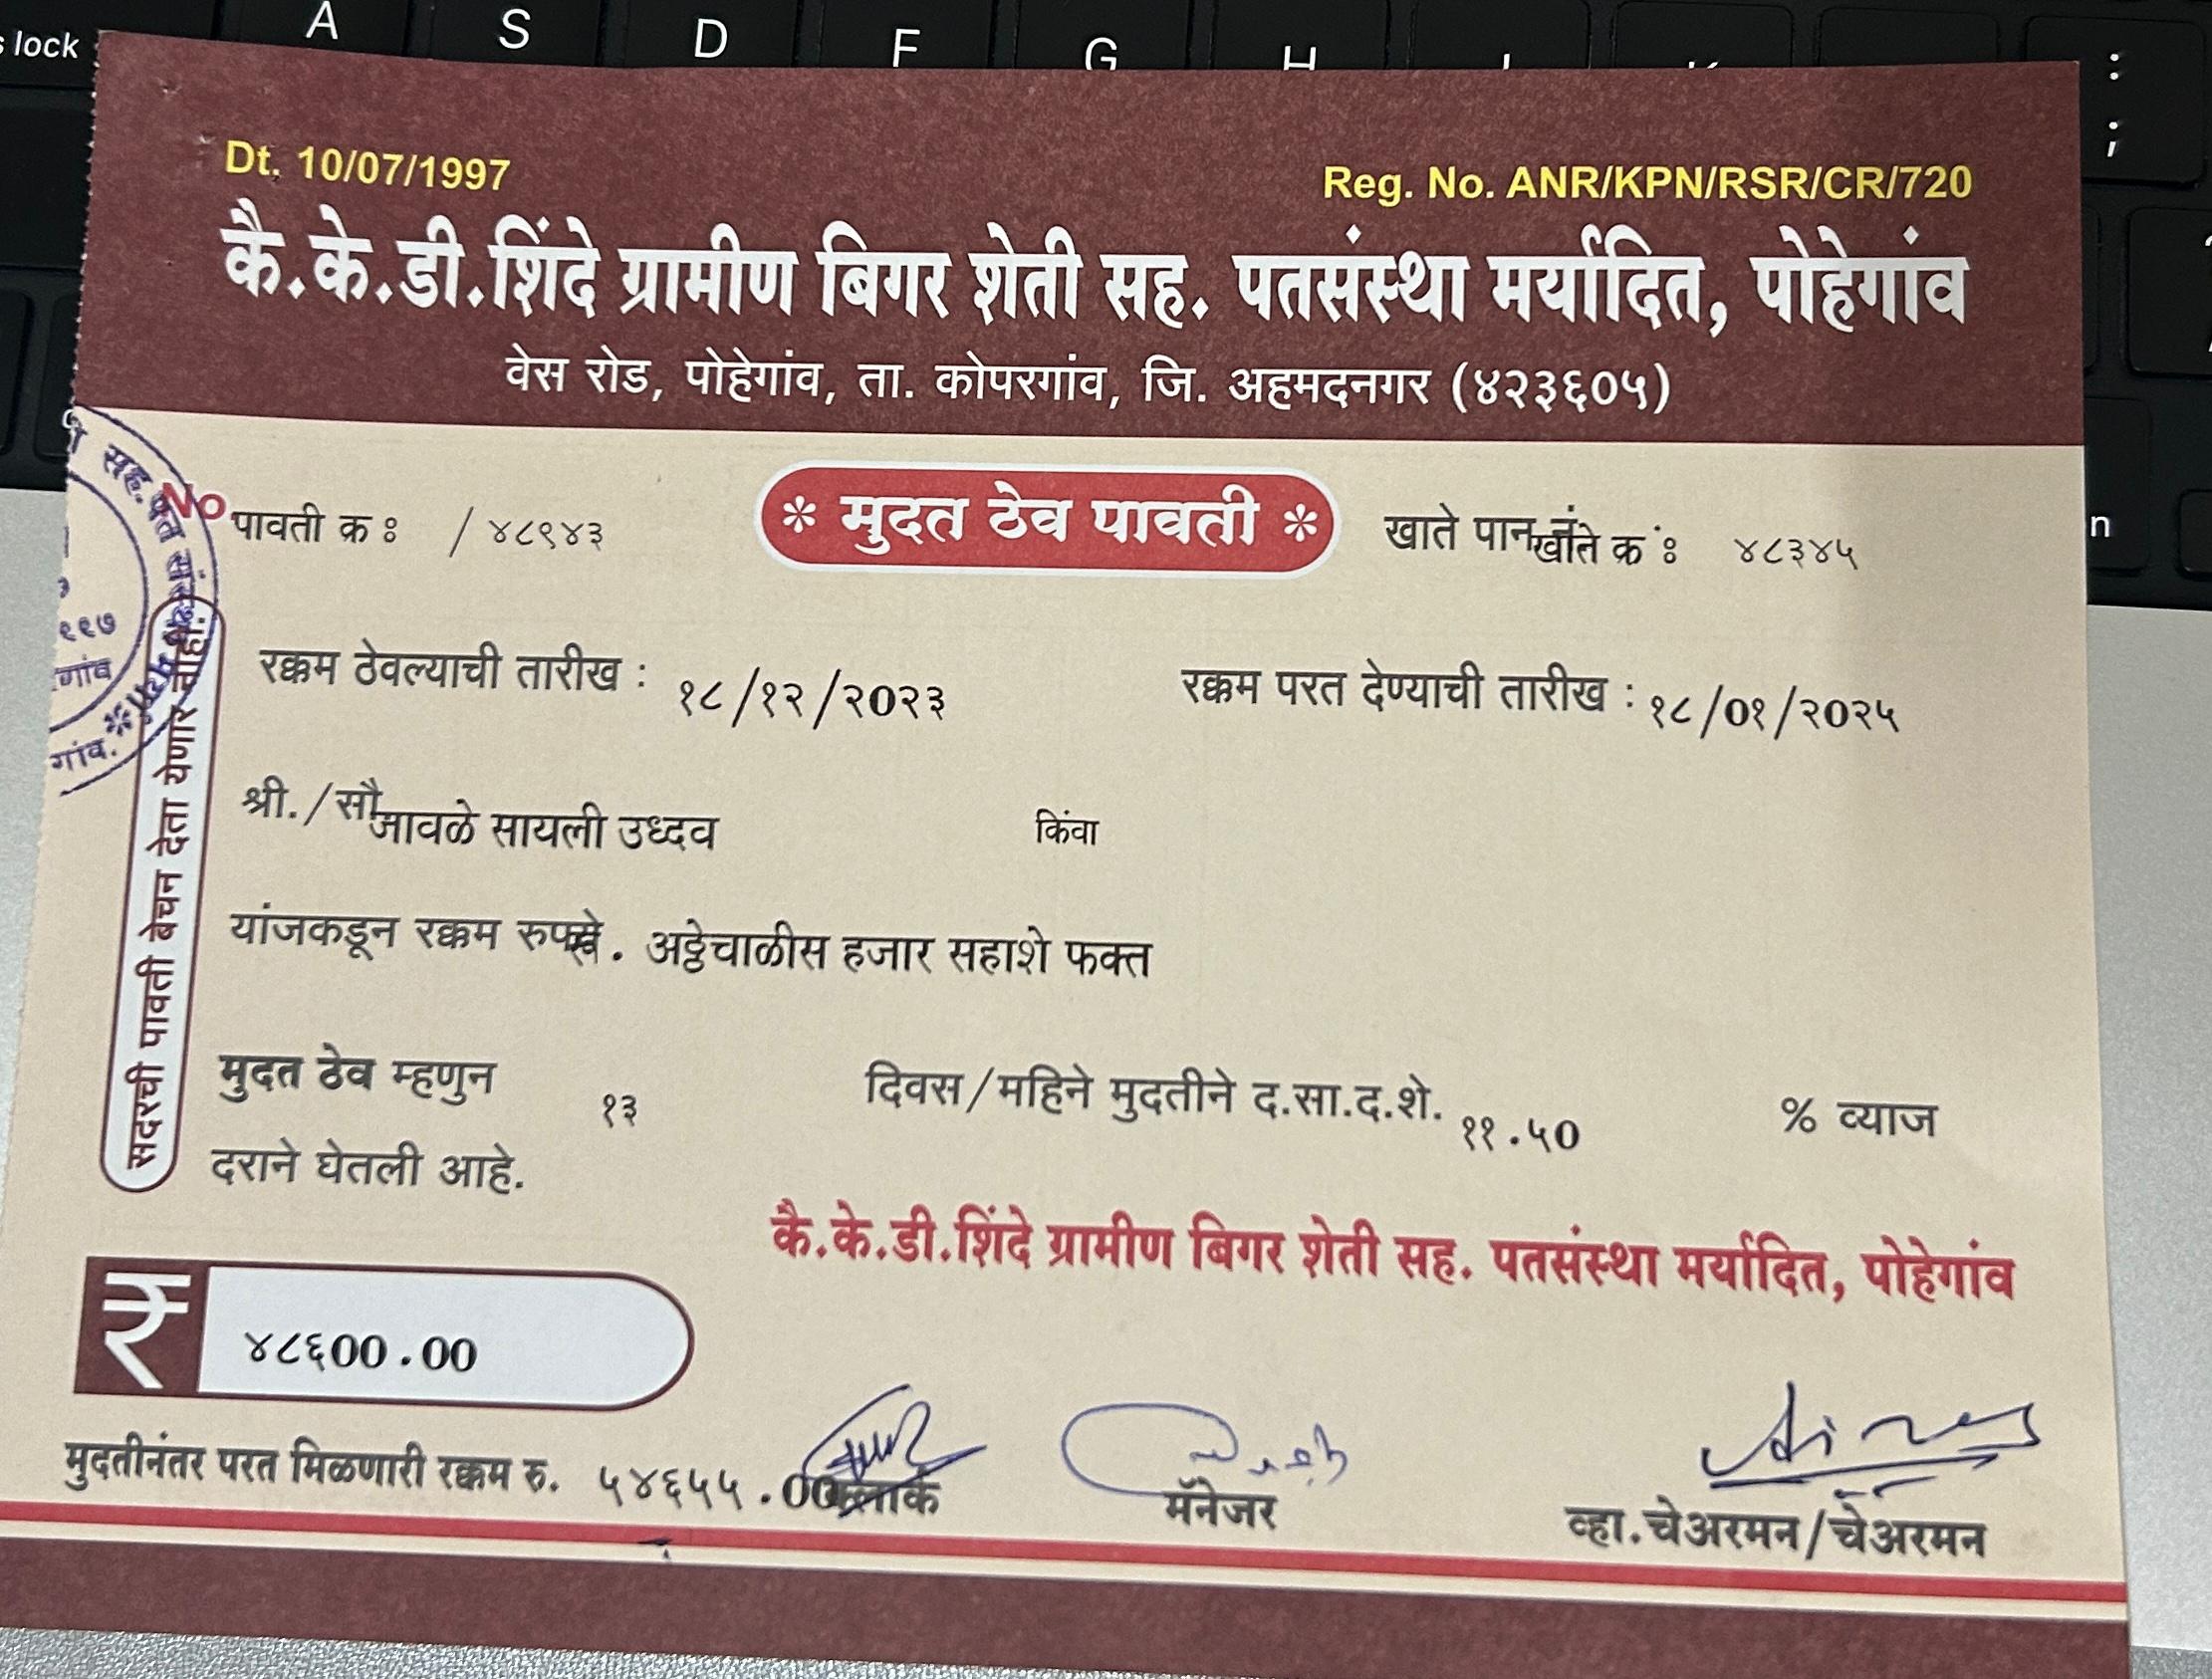 s lock A S D F G H
: ;
n
Dt. 10/07/1997 Reg. No. ANR/KPN/RSR/CR/720
कै.के.डी.शिंदे ग्रामीण बिगर शेती सह. पतसंस्था मर्यादित, पोहेगांव
वेस रोड, पोहेगांव, ता. कोपरगांव, जि. अहमदनगर (४२३६०५)
No पावती क्र ः / ४८९४३ * मुदत ठेव पावती * खाते पान नं खाते क्र ः ४८३४५
रक्कम ठेवल्याची तारीख : १८/१२/२०२३ रक्कम परत देण्याची तारीख : १८/०१/२०२५
श्री./सौ जावळे सायली उध्दव किंवा
यांजकडून रक्कम रुपये . अठ्ठेचाळीस हजार सहाशे फक्त
मुदत ठेव म्हणुन १३ दिवस/महिने मुदतीने द.सा.द.शे. ११.५० % व्याज
दराने घेतली आहे.
कै.के.डी.शिंदे ग्रामीण बिगर शेती सह. पतसंस्था मर्यादित, पोहेगांव
₹ ४८६००.००
मुदतीनंतर परत मिळणारी रक्कम रु. ५४६५५.०० क्लार्क मॅनेजर व्हा.चेअरमन/चेअरमन
सदरची पावती बेचन देता येणार नाही.
सह. पत
गांव
गांव.